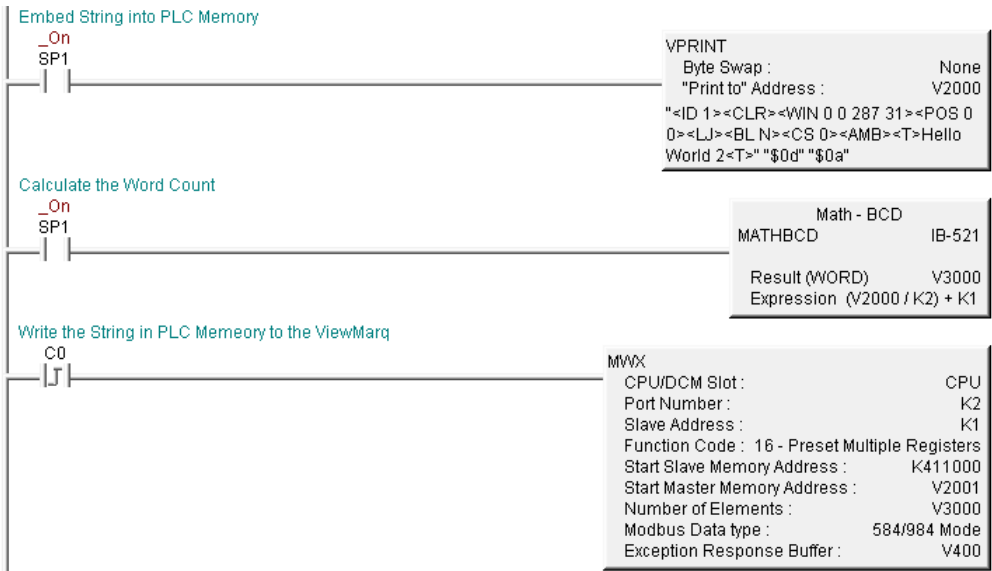 Embed String into PLC Memory
_On
SP1
VPRINT
Byte Swap : None
"Print to" Address : V2000
"<ID 1><CLR><WIN 0 0 287 31><POS 0
0><LJ><BL N><CS 0><AMB><T>Hello
World 2<T>" "$0d" "$0a"
Calculate the Word Count
_On
SP1
Math - BCD
MATHBCD IB-521
Result (WORD) V3000
Expression (V2000 / K2) + K1
Write the String in PLC Memeory to the ViewMarq
C0
MWX
CPU/DCM Slot : CPU
Port Number : K2
Slave Address : K1
Function Code : 16 - Preset Multiple Registers
Start Slave Memory Address : K411000
Start Master Memory Address : V2001
Number of Elements : V3000
Modbus Data type : 584/984 Mode
Exception Response Buffer : V400